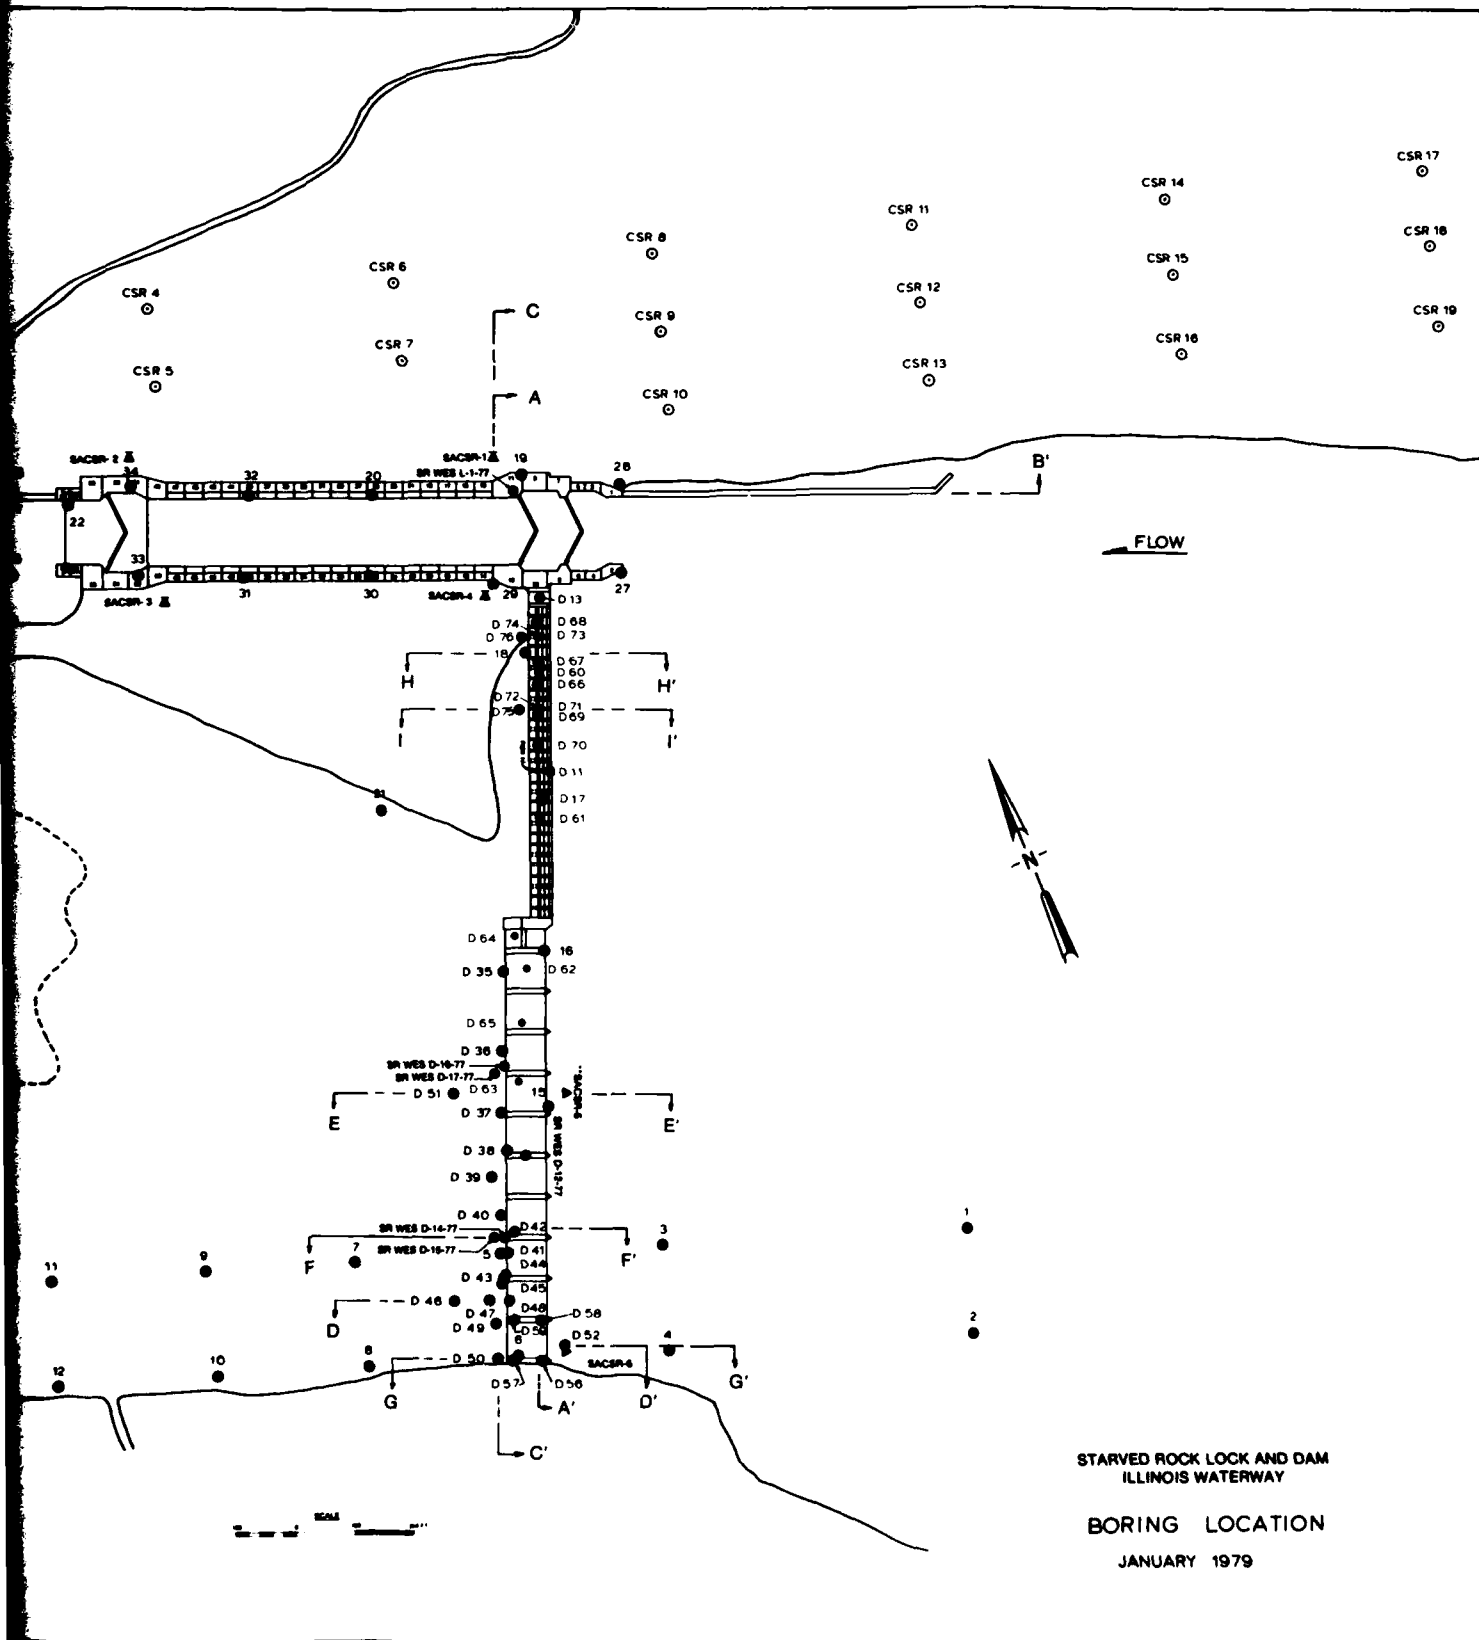 CSR 17
CSR 14
CSR 11
CSR 8
CSR 18
CSR 6
CSR 15
CSR 4
CSR 12
C
CSR 9
CSR 19
CSR 7
CSR 16
CSR 5
CSR 13
CSR 10
A
SACSR-2
SACSR-1
19
B'
34
32
20
SR WES L-1-77
28
22
FLOW
33
31
30
29
27
SACSR-3
SACSR-4
D 13
D 74
D 68
D 76
D 73
18
D 67
D 60
H
D 66
H'
D 72
D 71
D 75
D 69
I
I'
D 70
D 11
21
D 17
D 61
N
D 64
16
D 35
D 62
D 65
D 36
SR WES D-16-77
SR WES D-17-77
D 63
D 51
15
"SACSR-5
E
D 37
E'
SR WES D-12-77
D 38
D 39
D 40
1
SR WES D-14-77
D 42
3
SR WES D-15-77
5
D 41
F
7
F'
9
11
D 44
D 43
D 45
D 46
D 47
D 48
D 58
D
D 49
D 59
2
6
D 52
4
8
D 50
SACSR-6
10
12
D 57
D 56
G
G'
D'
A'
C'
STARVED ROCK LOCK AND DAM
ILLINOIS WATERWAY
SCALE
BORING LOCATION
JANUARY 1979